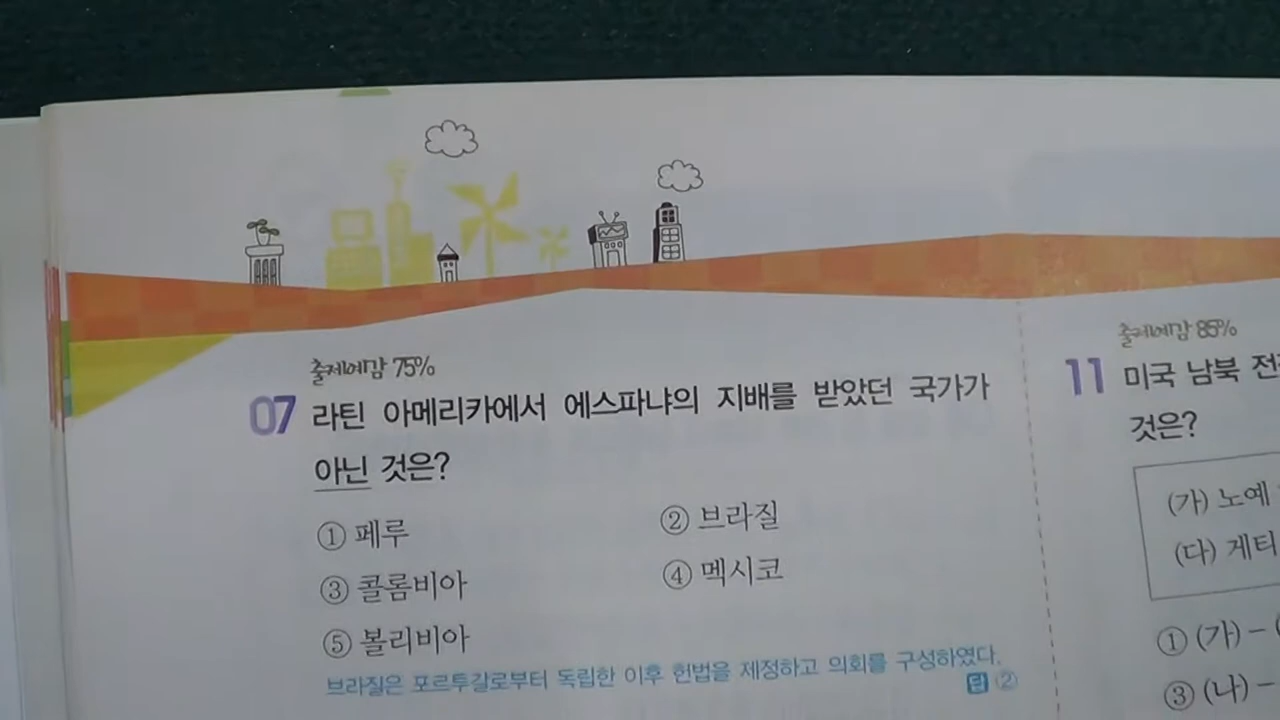 출제예감 75%
07 라틴 아메리카에서 에스파냐의 지배를 받았던 국가가
아닌 것은?
① 페루
② 브라질
③ 콜롬비아
④ 멕시코
⑤ 볼리비아
브라질은 포르투갈로부터 독립한 이후 헌법을 제정하고 의회를 구성하였다.
답 ②
출제예감 85%
11 미국 남북
것은?
(가) 노예
(다) 게티
① (가) –
③ (나) –